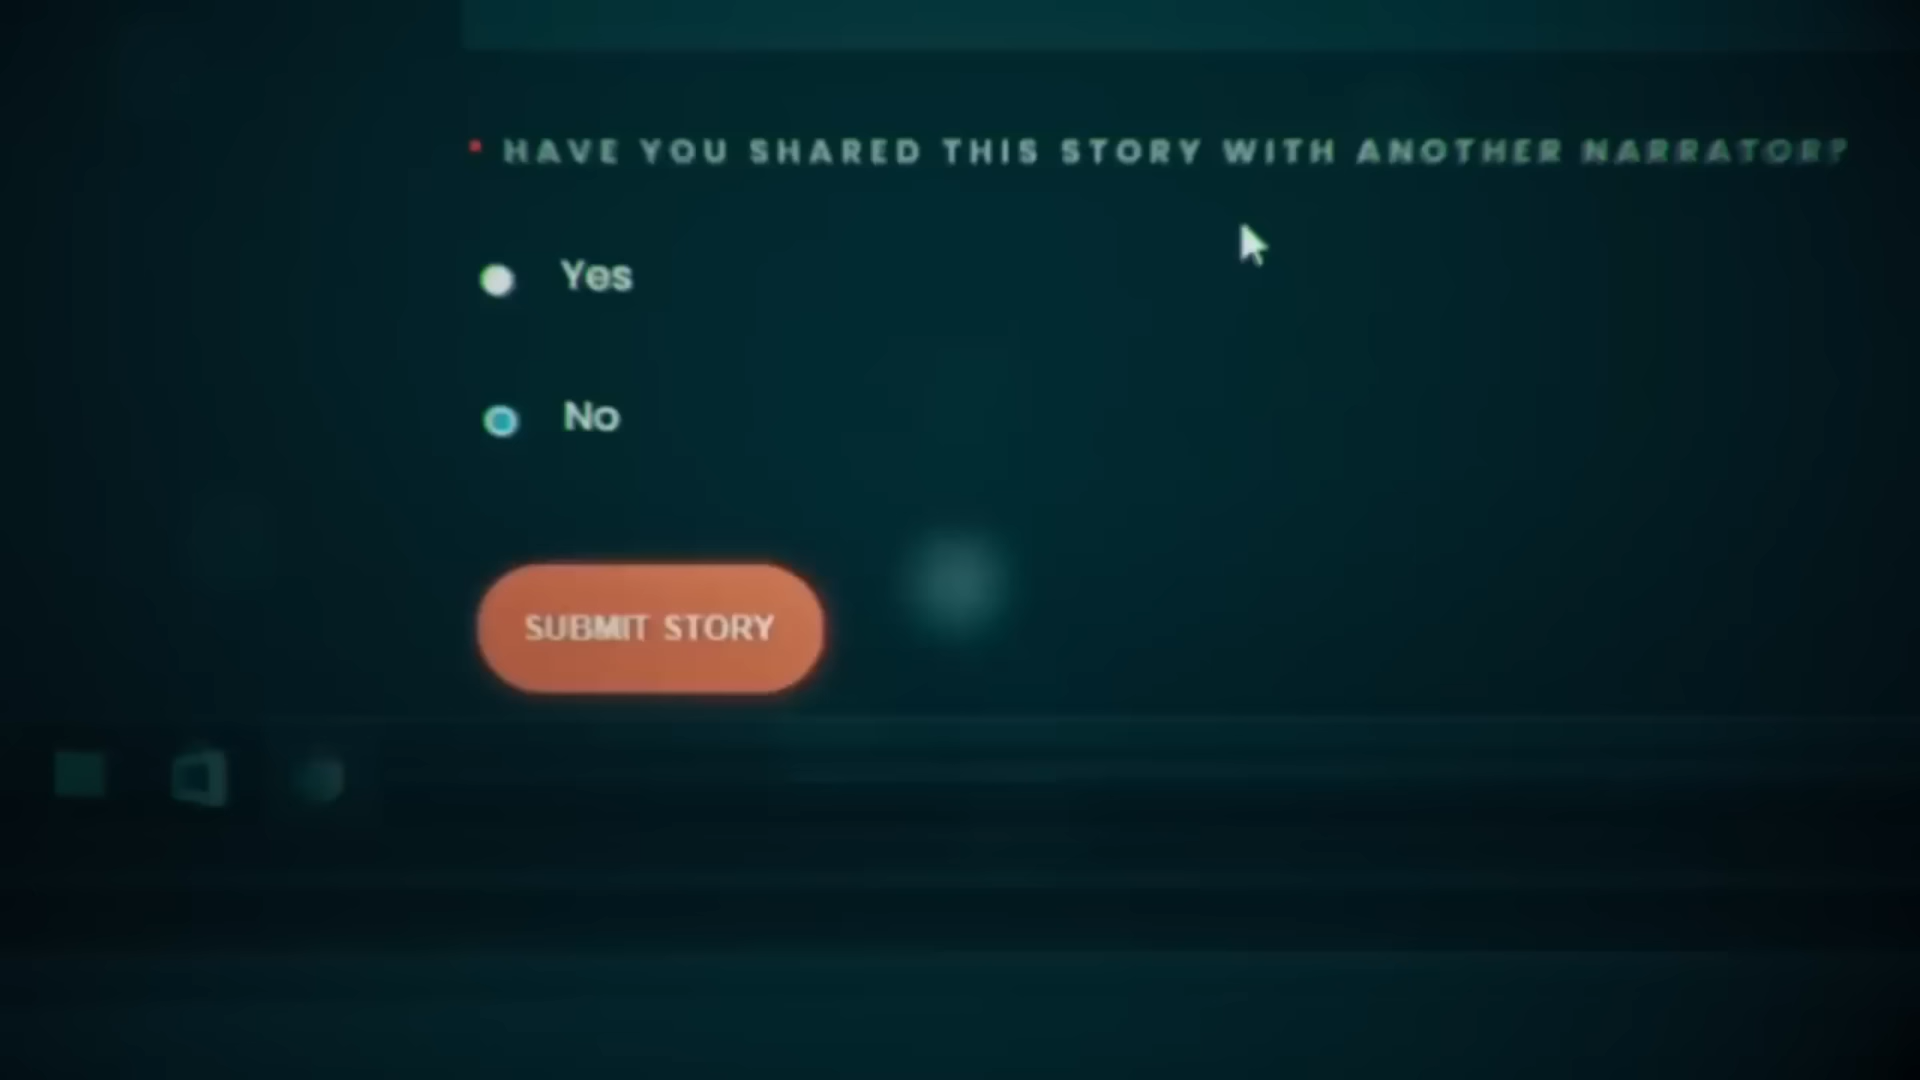 * HAVE YOU SHARED THIS STORY WITH ANOTHER NARRATOR?
Yes
No
SUBMIT STORY